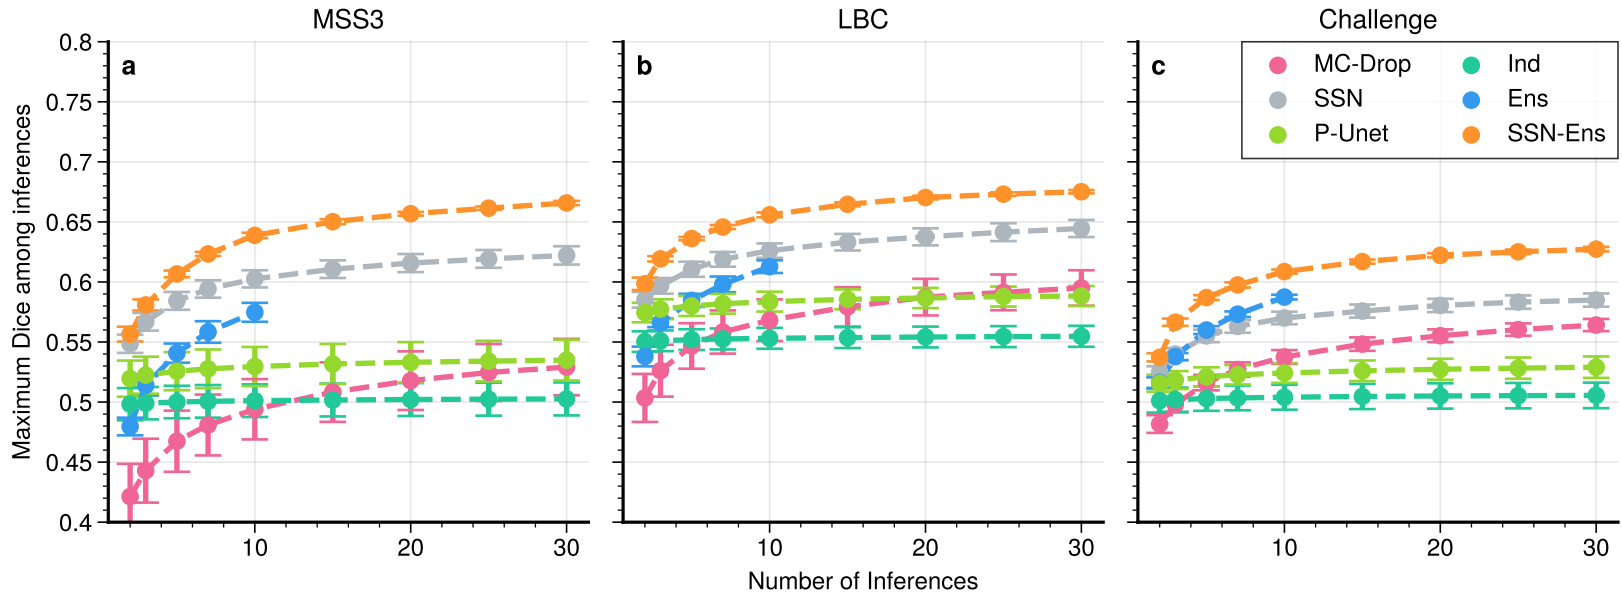 MSS3
LBC
Challenge
Maximum Dice among inferences
0.8
0.75
0.7
0.65
0.6
0.55
0.5
0.45
0.4
a
b
c
MC-Drop
SSN
P-Unet
Ind
Ens
SSN-Ens
10 20 30
10 20 30
10 20 30
Number of Inferences